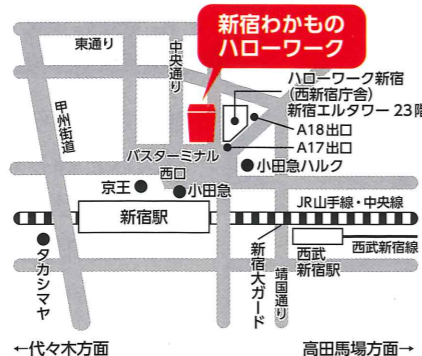 新宿わかもの
ハローワーク
東通り
中央通り
甲州街道
ハローワーク新宿
(西新宿庁舎)
新宿エルタワー 23階
A18出口
A17出口
バスターミナル
西口
小田急ハルク
京王
小田急
JR山手線・中央線
新宿駅
西武新宿線
西武
新宿駅
タカシマヤ
新宿大ガード
靖国通り
←代々木方面
高田馬場方面→